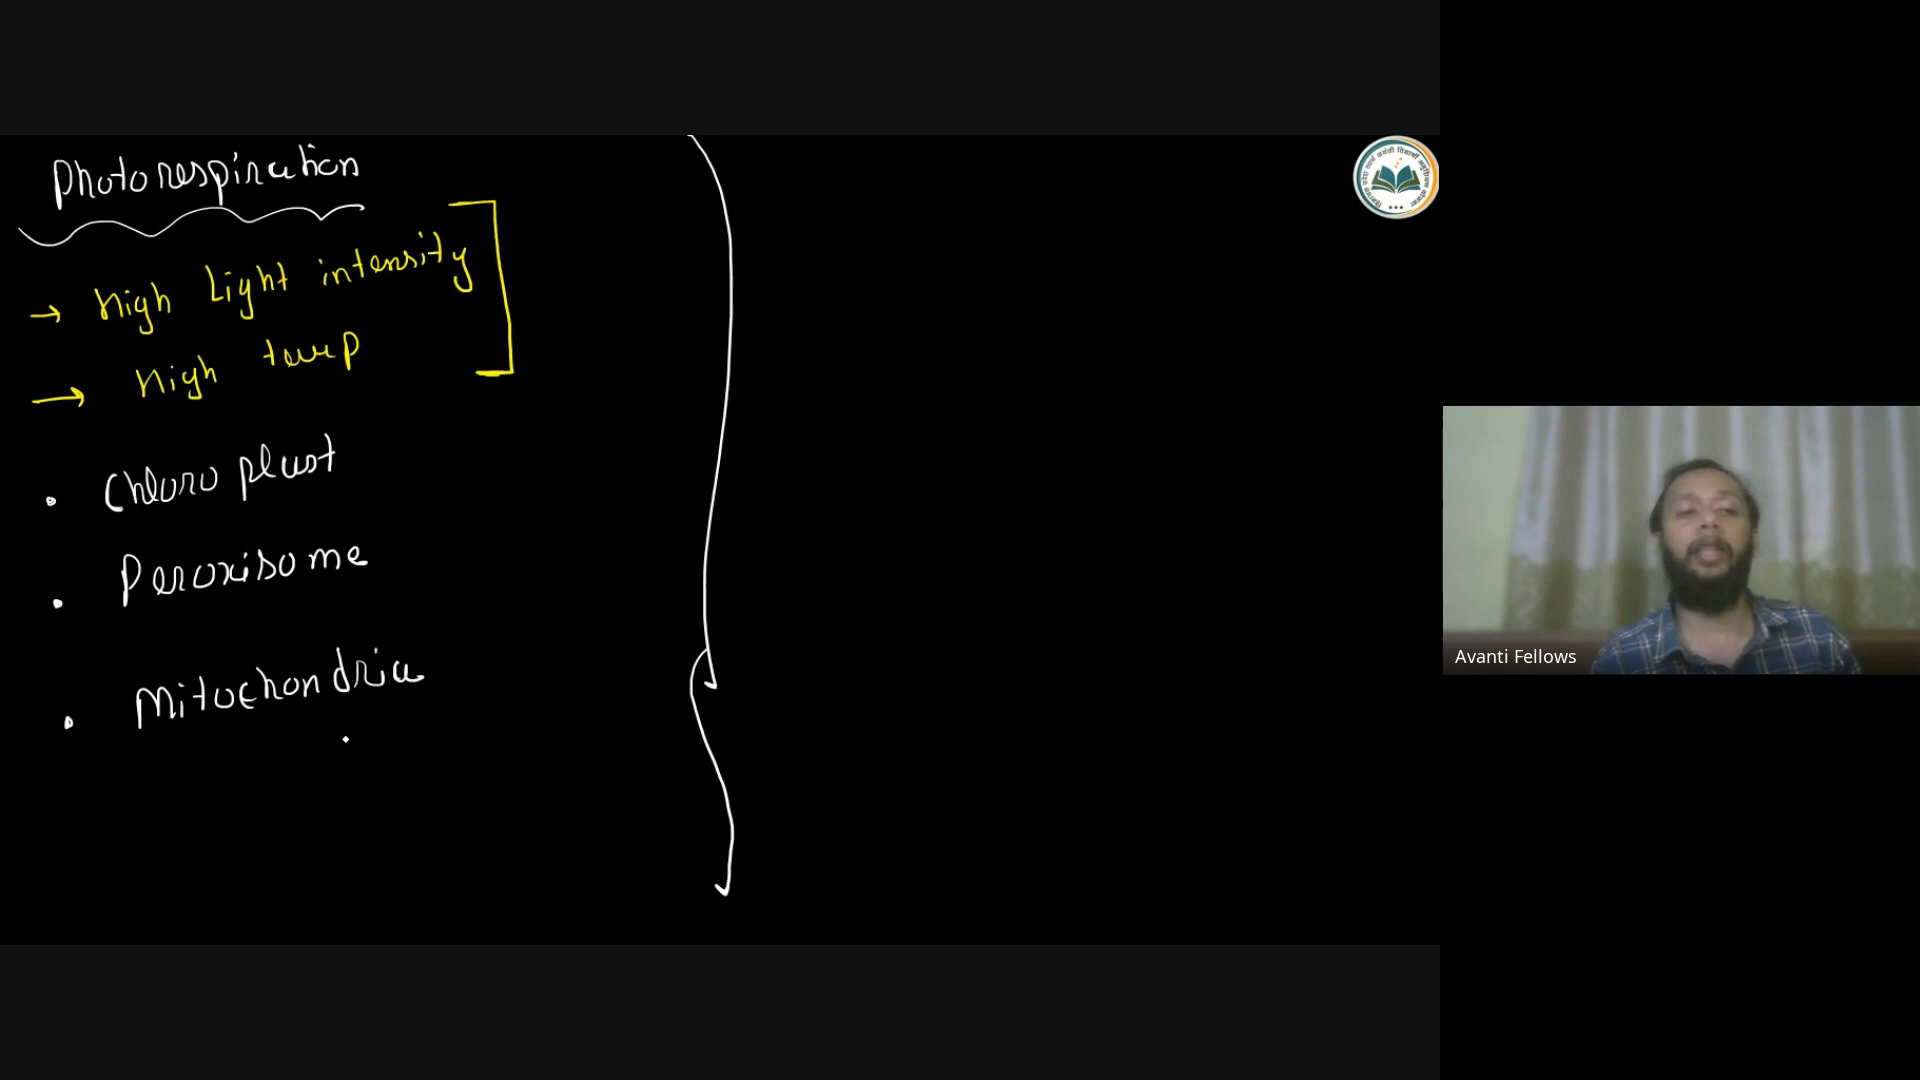 Photorespiration
→ high Light intensity
→ high temp
• Chloroplast
• Peroxisome
• Mitochondria
Avanti Fellows